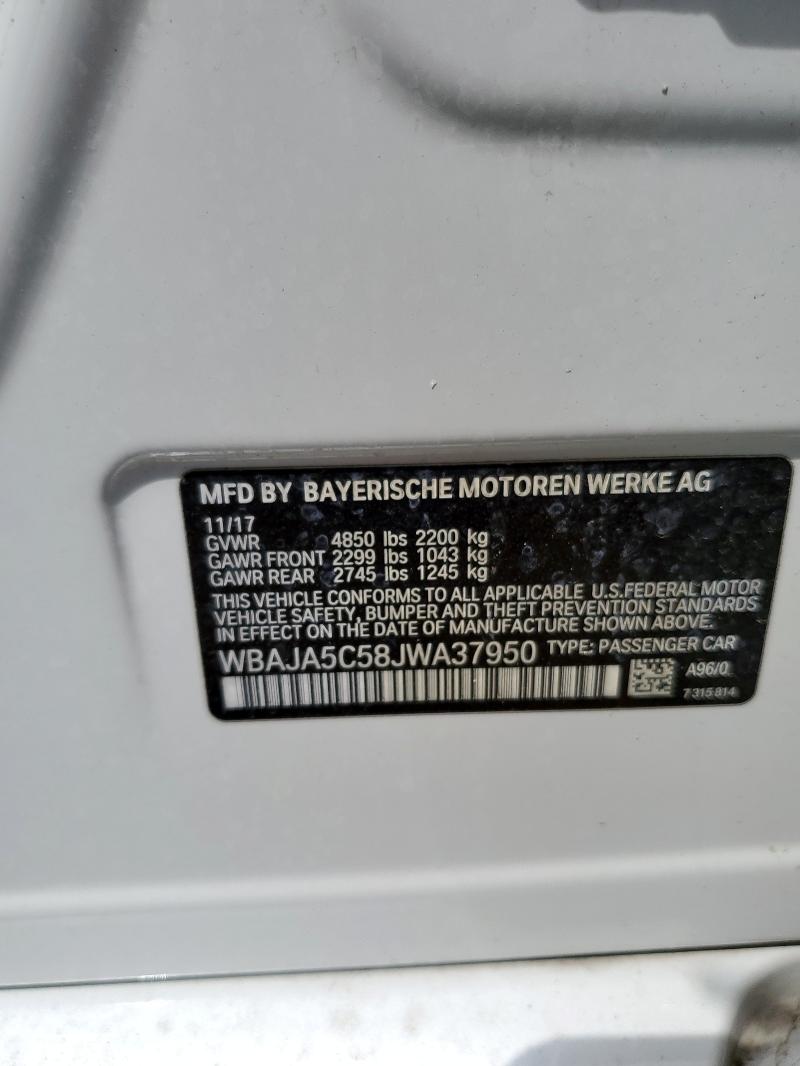 MFD BY BAYERISCHE MOTOREN WERKE AG
11/17
GVWR 4850 lbs 2200 kg
GAWR FRONT 2299 lbs 1043 kg
GAWR REAR 2745 lbs 1245 kg
THIS VEHICLE CONFORMS TO ALL APPLICABLE U.S.FEDERAL MOTOR
VEHICLE SAFETY, BUMPER AND THEFT PREVENTION STANDARDS
IN EFFECT ON THE DATE OF MANUFACTURE SHOWN ABOVE.
WBAJA5C58JWA37950 TYPE: PASSENGER CAR
A96/0
7 315 814